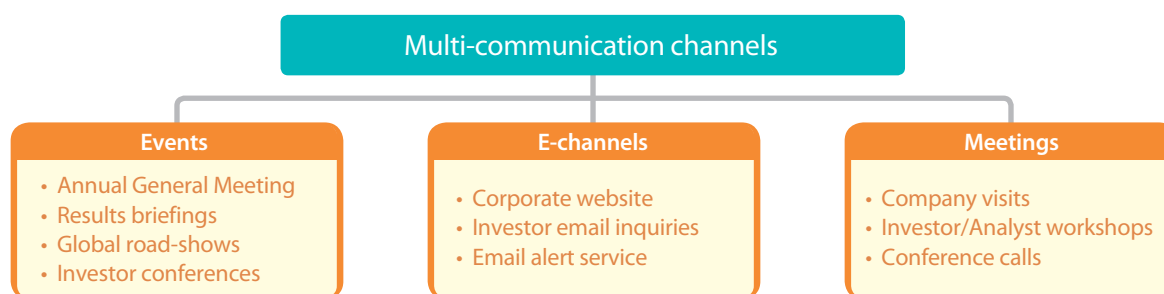 Multi-communication channels
Events
• Annual General Meeting
• Results briefings
• Global road-shows
• Investor conferences
E-channels
• Corporate website
• Investor email inquiries
• Email alert service
Meetings
• Company visits
• Investor/Analyst workshops
• Conference calls